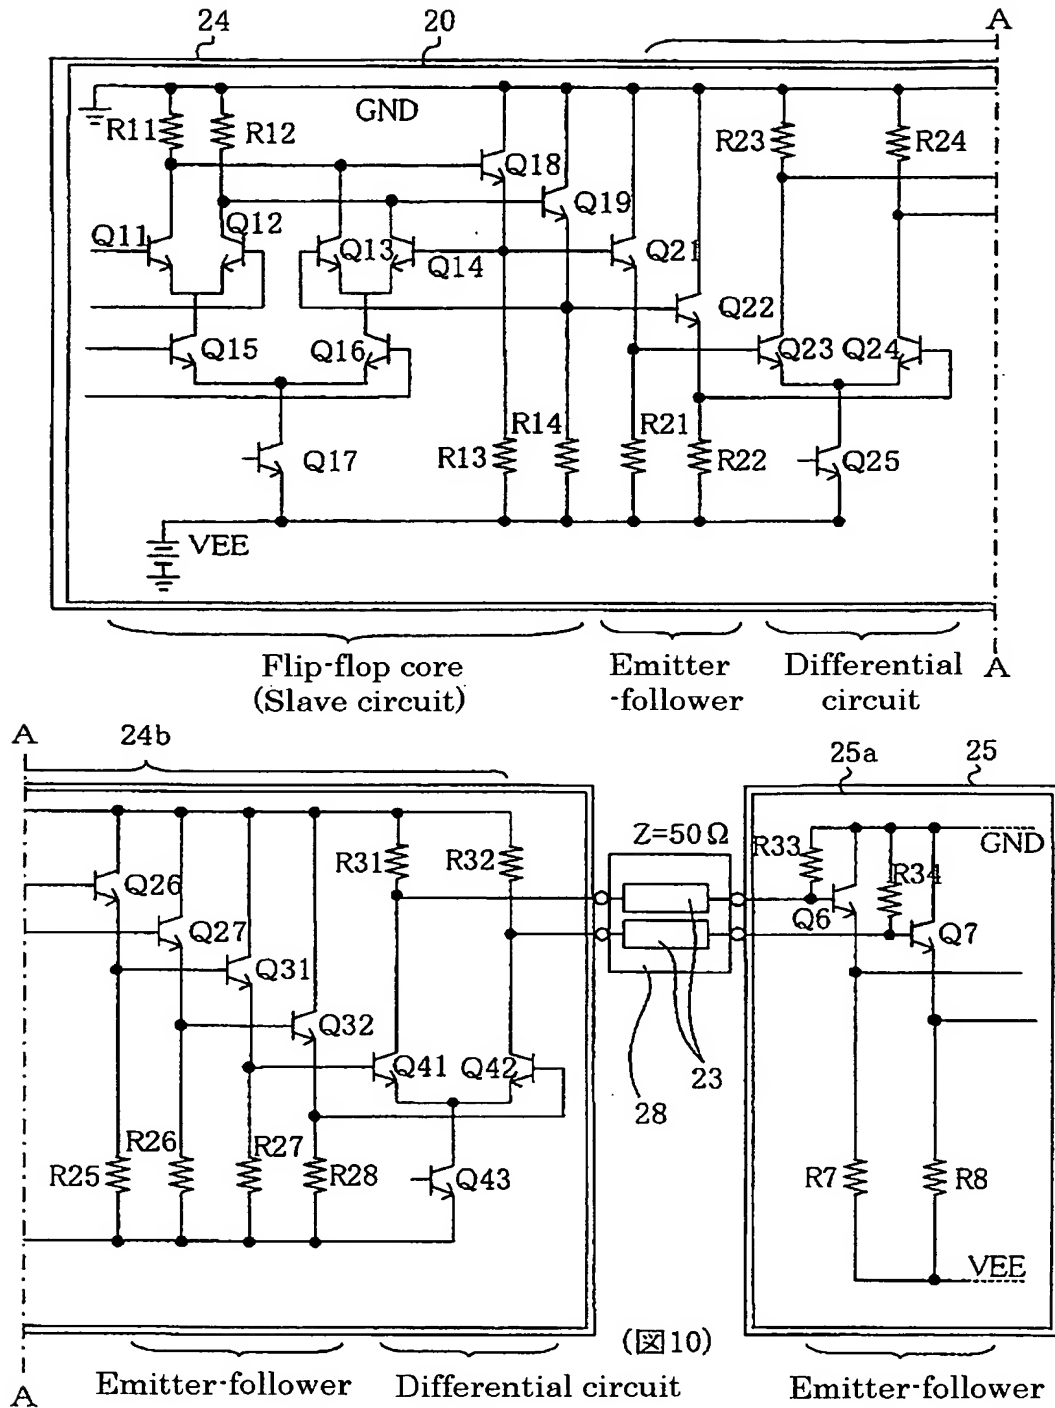 24 20 A
GND
R11 R12 Q18 R23 R24
Q19
Q11 Q12 Q13 Q14 Q21
Q22
Q15 Q16 Q23 Q24
R14 R21
Q17 R13 R22 Q25
VEE
Flip-flop core Emitter Differential A
(Slave circuit) -follower circuit
A 24b 25a 25
Z=50Ω
R31 R32 R33 GND
Q26 R34
Q27 Q6 Q7
Q31
Q32
Q41 Q42 23
28
R26 R27
R25 R28 Q43 R7 R8
VEE
(図10)
A Emitter-follower Differential circuit Emitter-follower